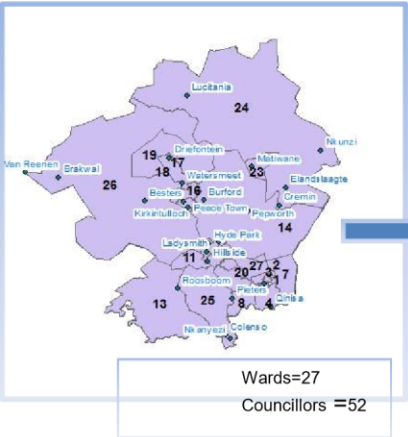 Lucitania
24
Nkunzi
Driefontein
19
17
Matiwane
Van Reenen
18
23
Brakwal
Watersmeet
Elandslaagte
26
16
Besters
Burford
Cremin
Kirkintulloch
Peace Town
Pepworth
14
Hyde Park
Ladysmith
11
Hillside
20
27
2
3
7
1
Roosboom
13
25
Pieters
8
4
Qinisa
Nkanyezi
Colenso
Wards=27
Councillors =52